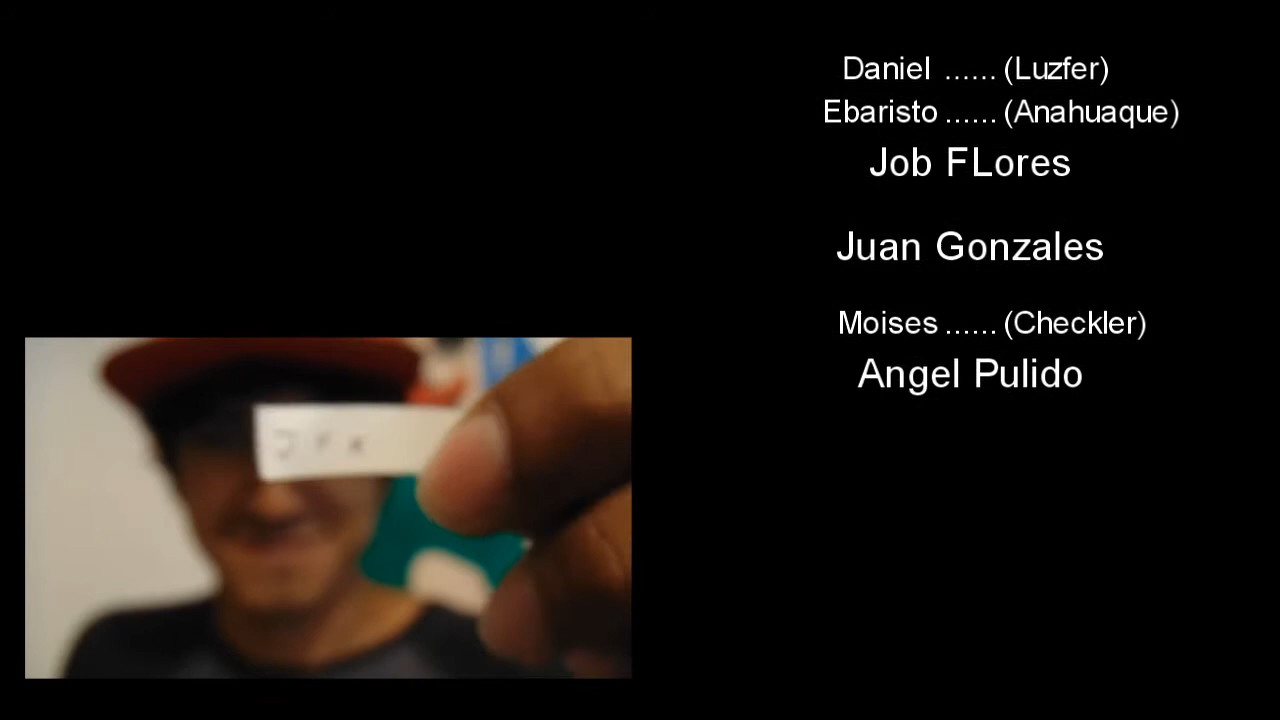 Daniel ...... (Luzfer)
Ebaristo ...... (Anahuaque)
Job FLores
Juan Gonzales
Moises ...... (Checkler)
Angel Pulido